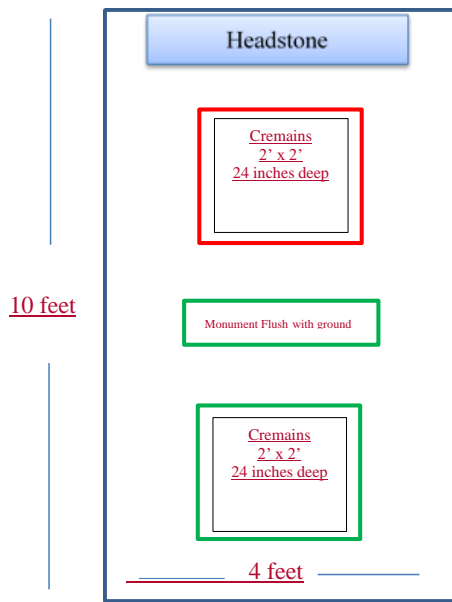 Headstone
Cremains
2’ x 2’
24 inches deep
10 feet
Monument Flush with ground
Cremains
2’ x 2’
24 inches deep
4 feet